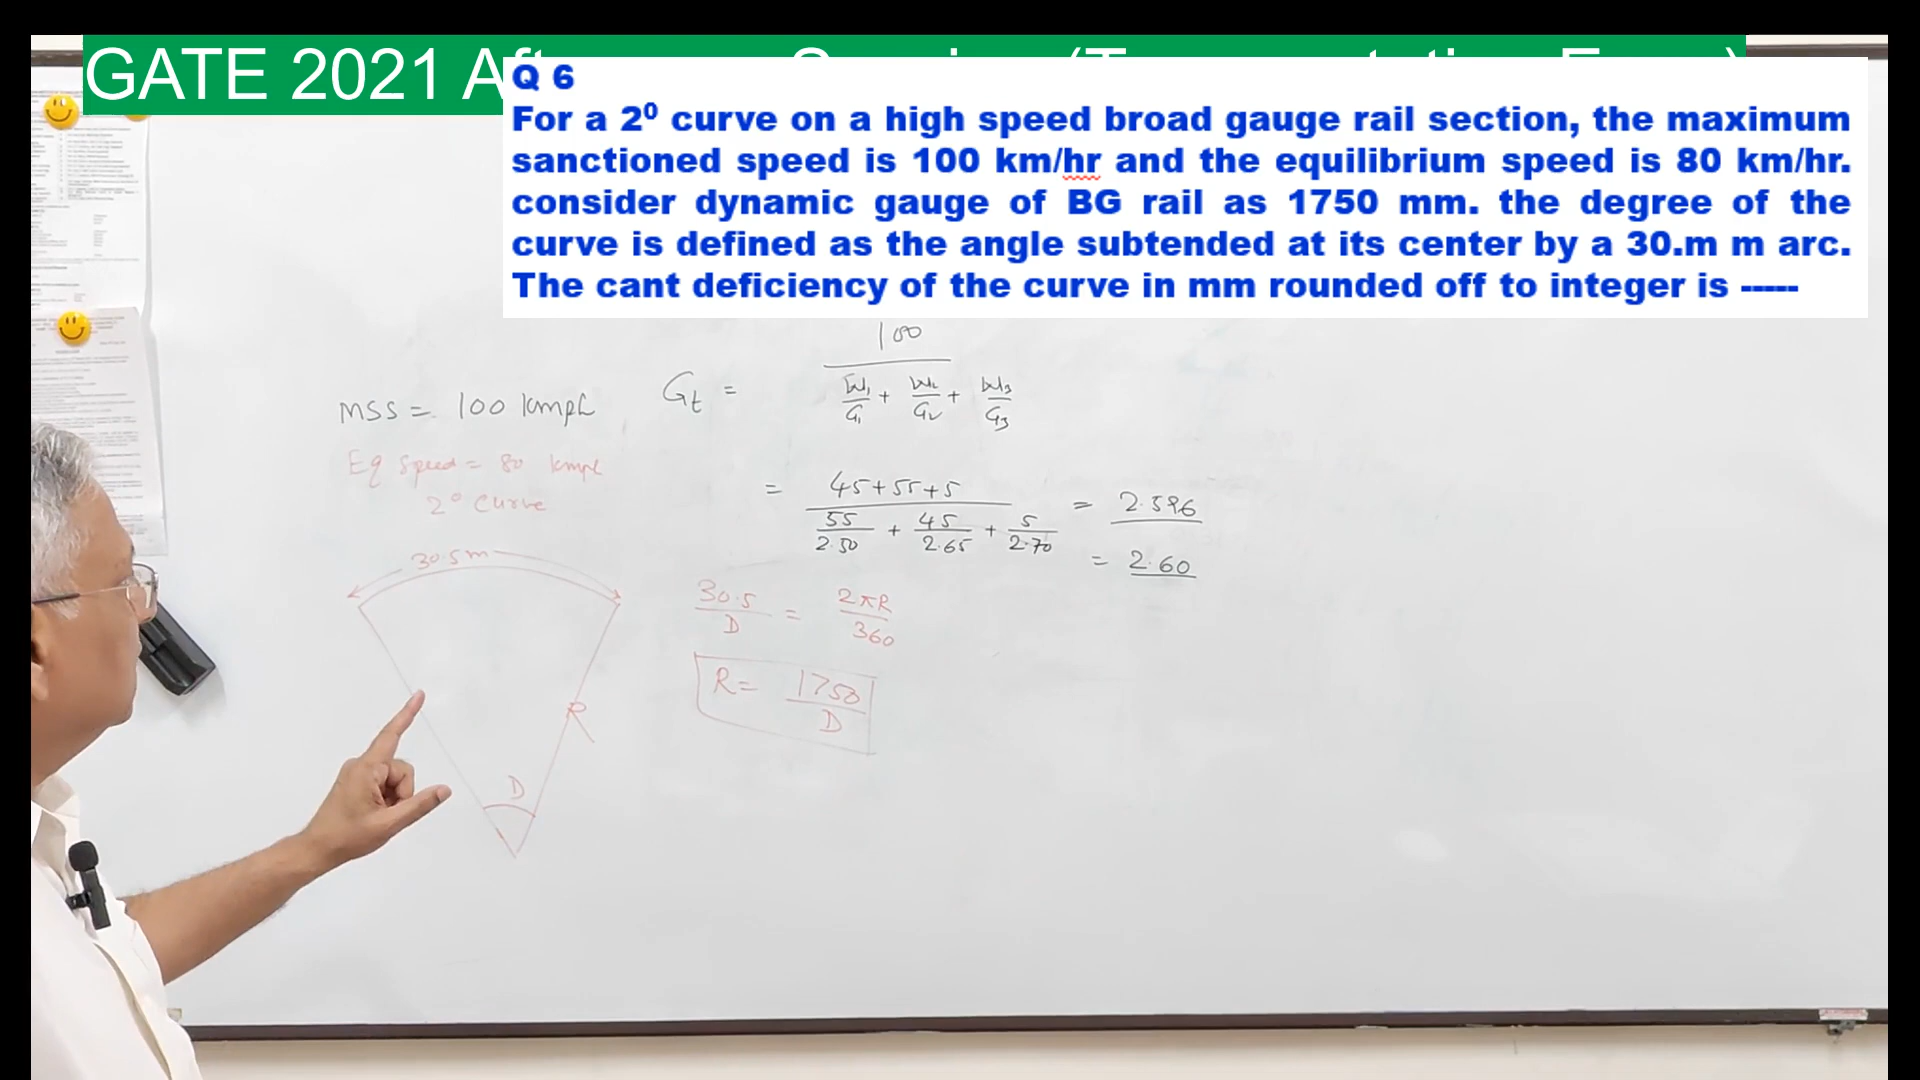 GATE 2021 A
Q 6
For a 2⁰ curve on a high speed broad gauge rail section, the maximum
sanctioned speed is 100 km/hr and the equilibrium speed is 80 km/hr.
consider dynamic gauge of BG rail as 1750 mm. the degree of the
curve is defined as the angle subtended at its center by a 30.m m arc.
The cant deficiency of the curve in mm rounded off to integer is -----
MSS = 100 kmph
Eq speed = 80 kmph
2° curve
30.5m
R
D
Gt = 100 / (W1/G1 + W2/G2 + W3/G3)
= 45+55+5 / (55/2.50 + 45/2.65 + 5/2.70) = 2.596
= 2.60
30.5/D = 2πR/360
R = 1750/D